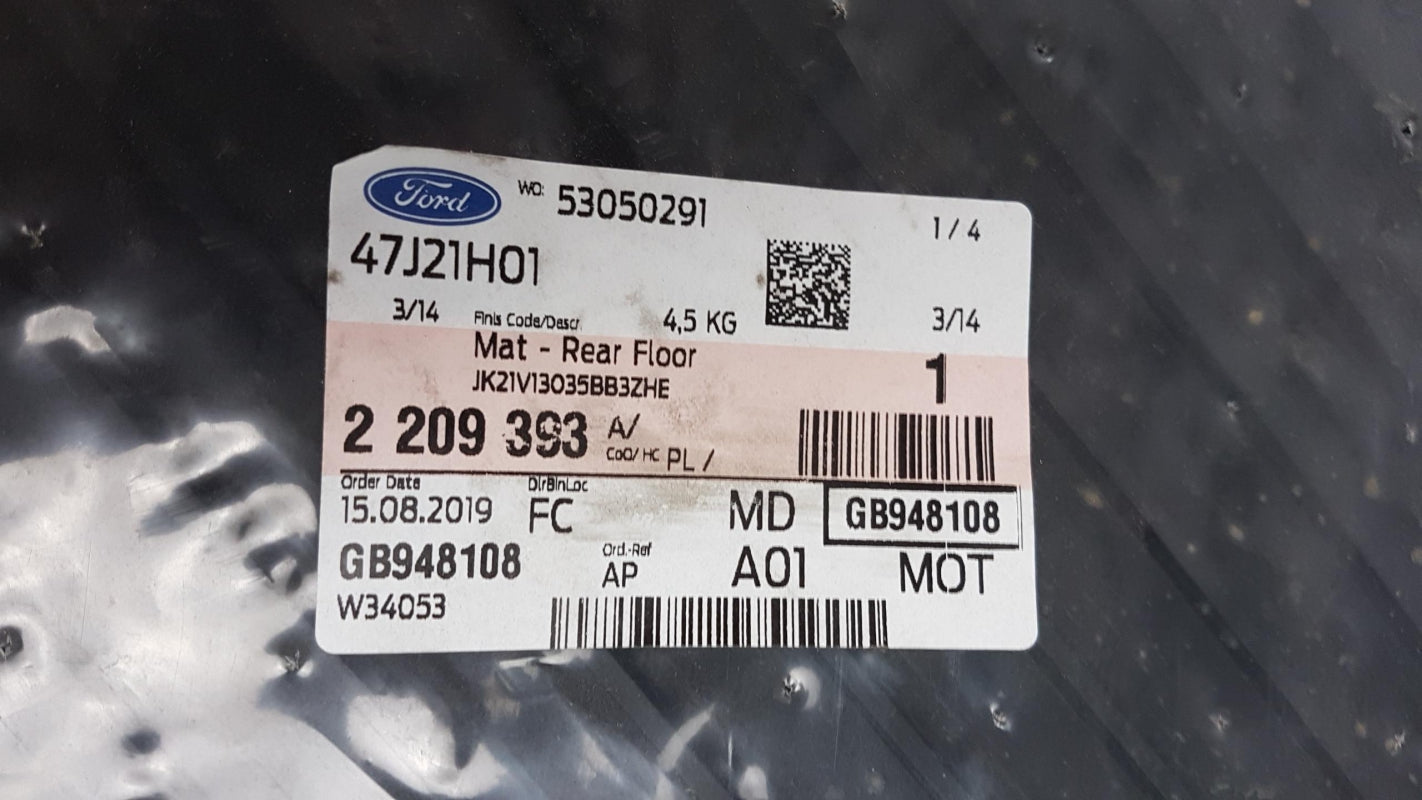 Ford WO: 53050291 1/4
47J21H01
3/14 Finis Code/Descr. 4,5 KG 3/14
Mat - Rear Floor 1
JK21V13035BB3ZHE
2 209 393 A/
CoO/HC PL /
Order Date DirBinLoc
15.08.2019 FC MD GB948108
GB948108 Ord.-Ref A01 MOT
AP
W34053